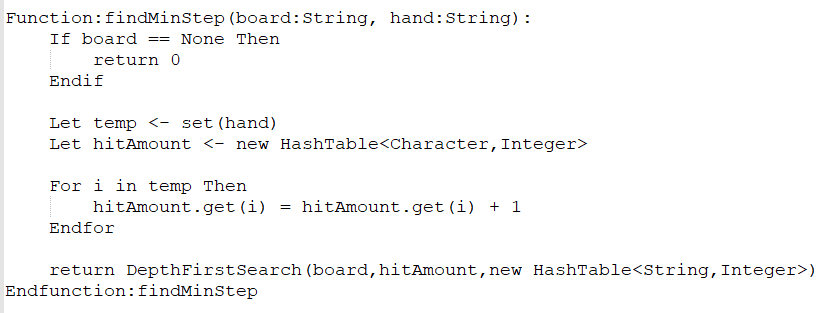 Function:findMinStep(board:String, hand:String):
    If board == None Then
        return 0
    Endif

    Let temp <- set(hand)
    Let hitAmount <- new HashTable<Character,Integer>

    For i in temp Then
        hitAmount.get(i) = hitAmount.get(i) + 1
    Endfor

    return DepthFirstSearch(board,hitAmount,new HashTable<String,Integer>)
Endfunction:findMinStep